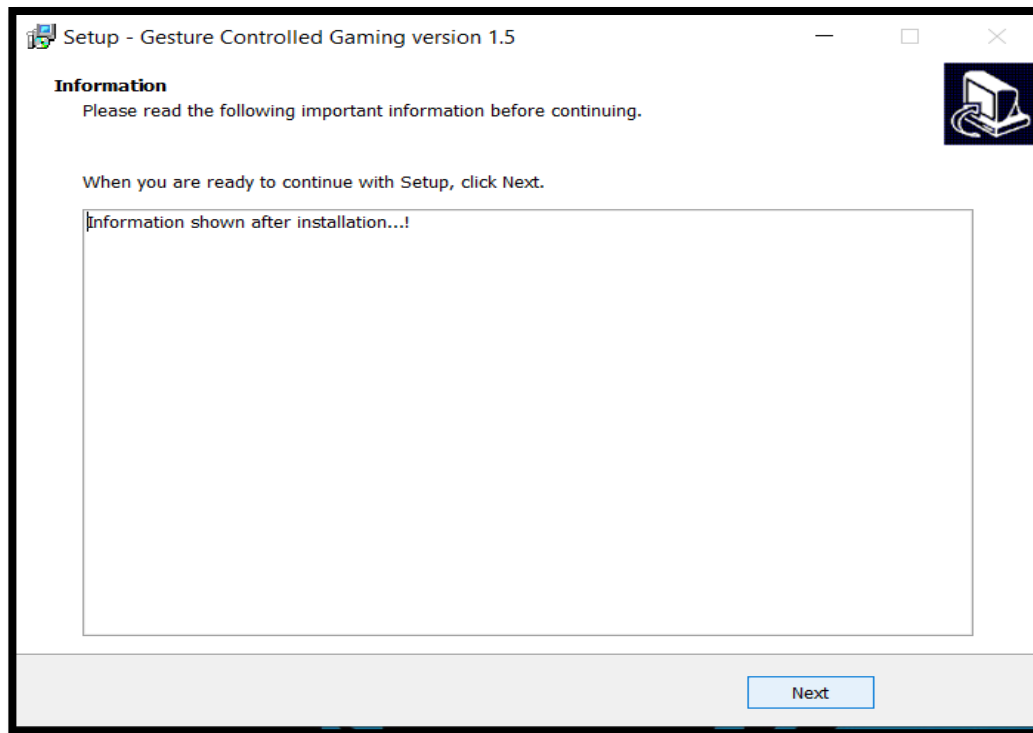 Setup - Gesture Controlled Gaming version 1.5
Information
Please read the following important information before continuing.
When you are ready to continue with Setup, click Next.
Information shown after installation...!
Next